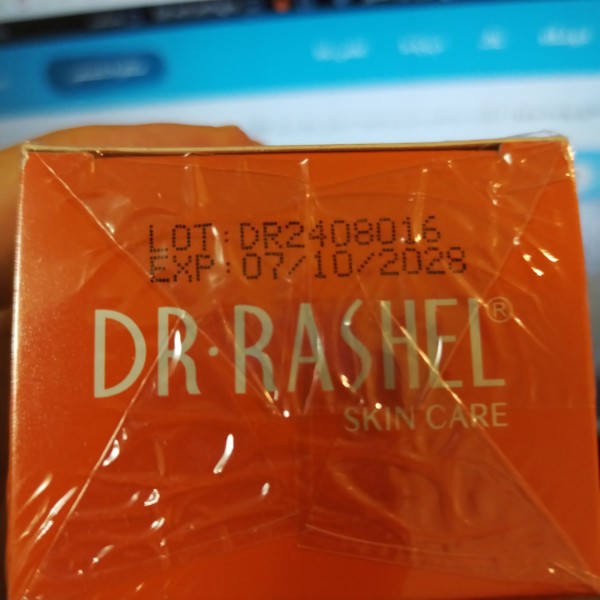 LOT:DR2408016
EXP:07/10/2028
DR·RASHEL®
SKIN CARE